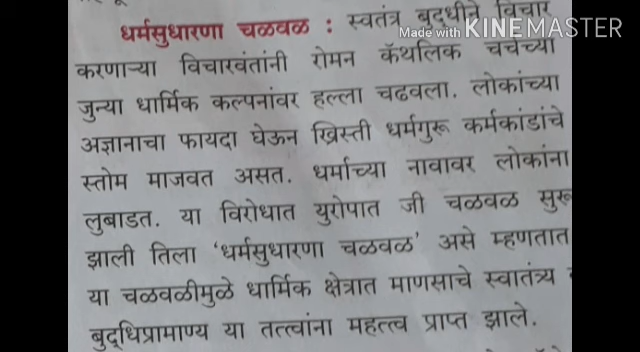 धर्मसुधारणा चळवळ : स्वतंत्र बुद्धीने विचार
Made with KINEMASTER
करणाऱ्या विचारवंतांनी रोमन कॅथलिक चर्चच्या
जुन्या धार्मिक कल्पनांवर हल्ला चढवला. लोकांच्या
अज्ञानाचा फायदा घेऊन ख्रिस्ती धर्मगुरू कर्मकांडांचे
स्तोम माजवत असत. धर्माच्या नावावर लोकांना
लुबाडत. या विरोधात युरोपात जी चळवळ सुरू
झाली तिला ‘धर्मसुधारणा चळवळ’ असे म्हणतात
या चळवळीमुळे धार्मिक क्षेत्रात माणसाचे स्वातंत्र्य
बुद्धिप्रामाण्य या तत्त्वांना महत्त्व प्राप्त झाले.